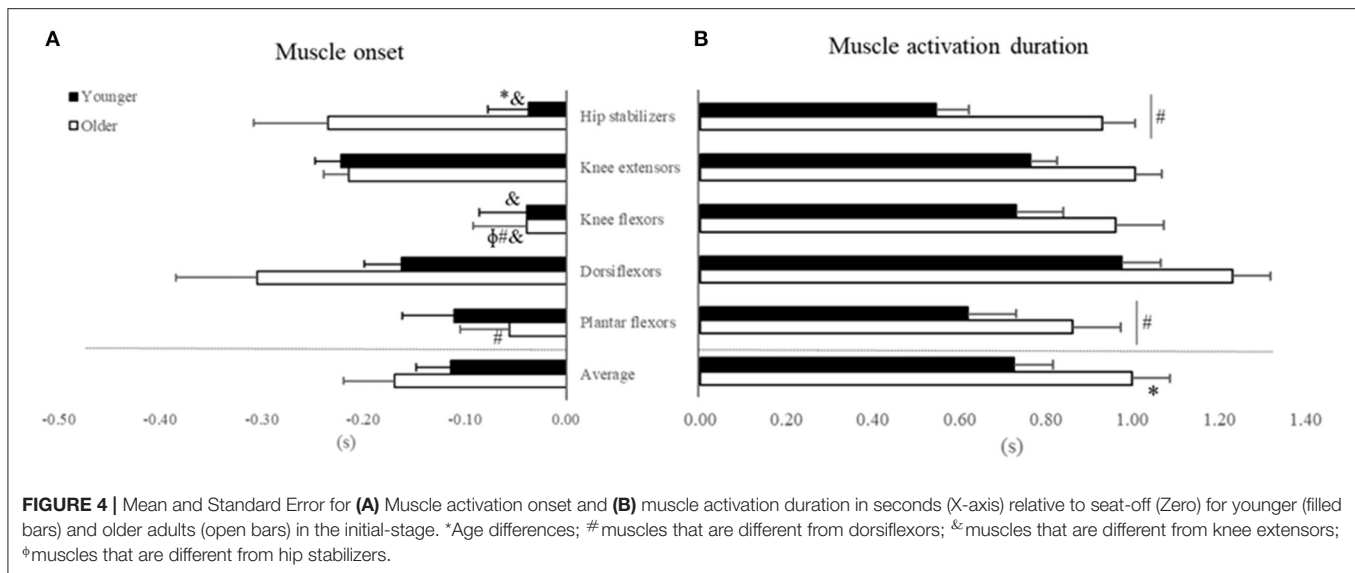 A
B
Muscle onset
Muscle activation duration
Younger
Older
*&
Hip stabilizers
#
Knee extensors
&
Knee flexors
ϕ#&
Dorsiflexors
Plantar flexors
#
#
Average
*
-0.50 -0.40 -0.30 -0.20 -0.10 0.00
0.00 0.20 0.40 0.60 0.80 1.00 1.20 1.40
(s)
(s)
FIGURE 4 | Mean and Standard Error for (A) Muscle activation onset and (B) muscle activation duration in seconds (X-axis) relative to seat-off (Zero) for younger (filled
bars) and older adults (open bars) in the initial-stage. *Age differences; #muscles that are different from dorsiflexors; &muscles that are different from knee extensors;
ϕmuscles that are different from hip stabilizers.